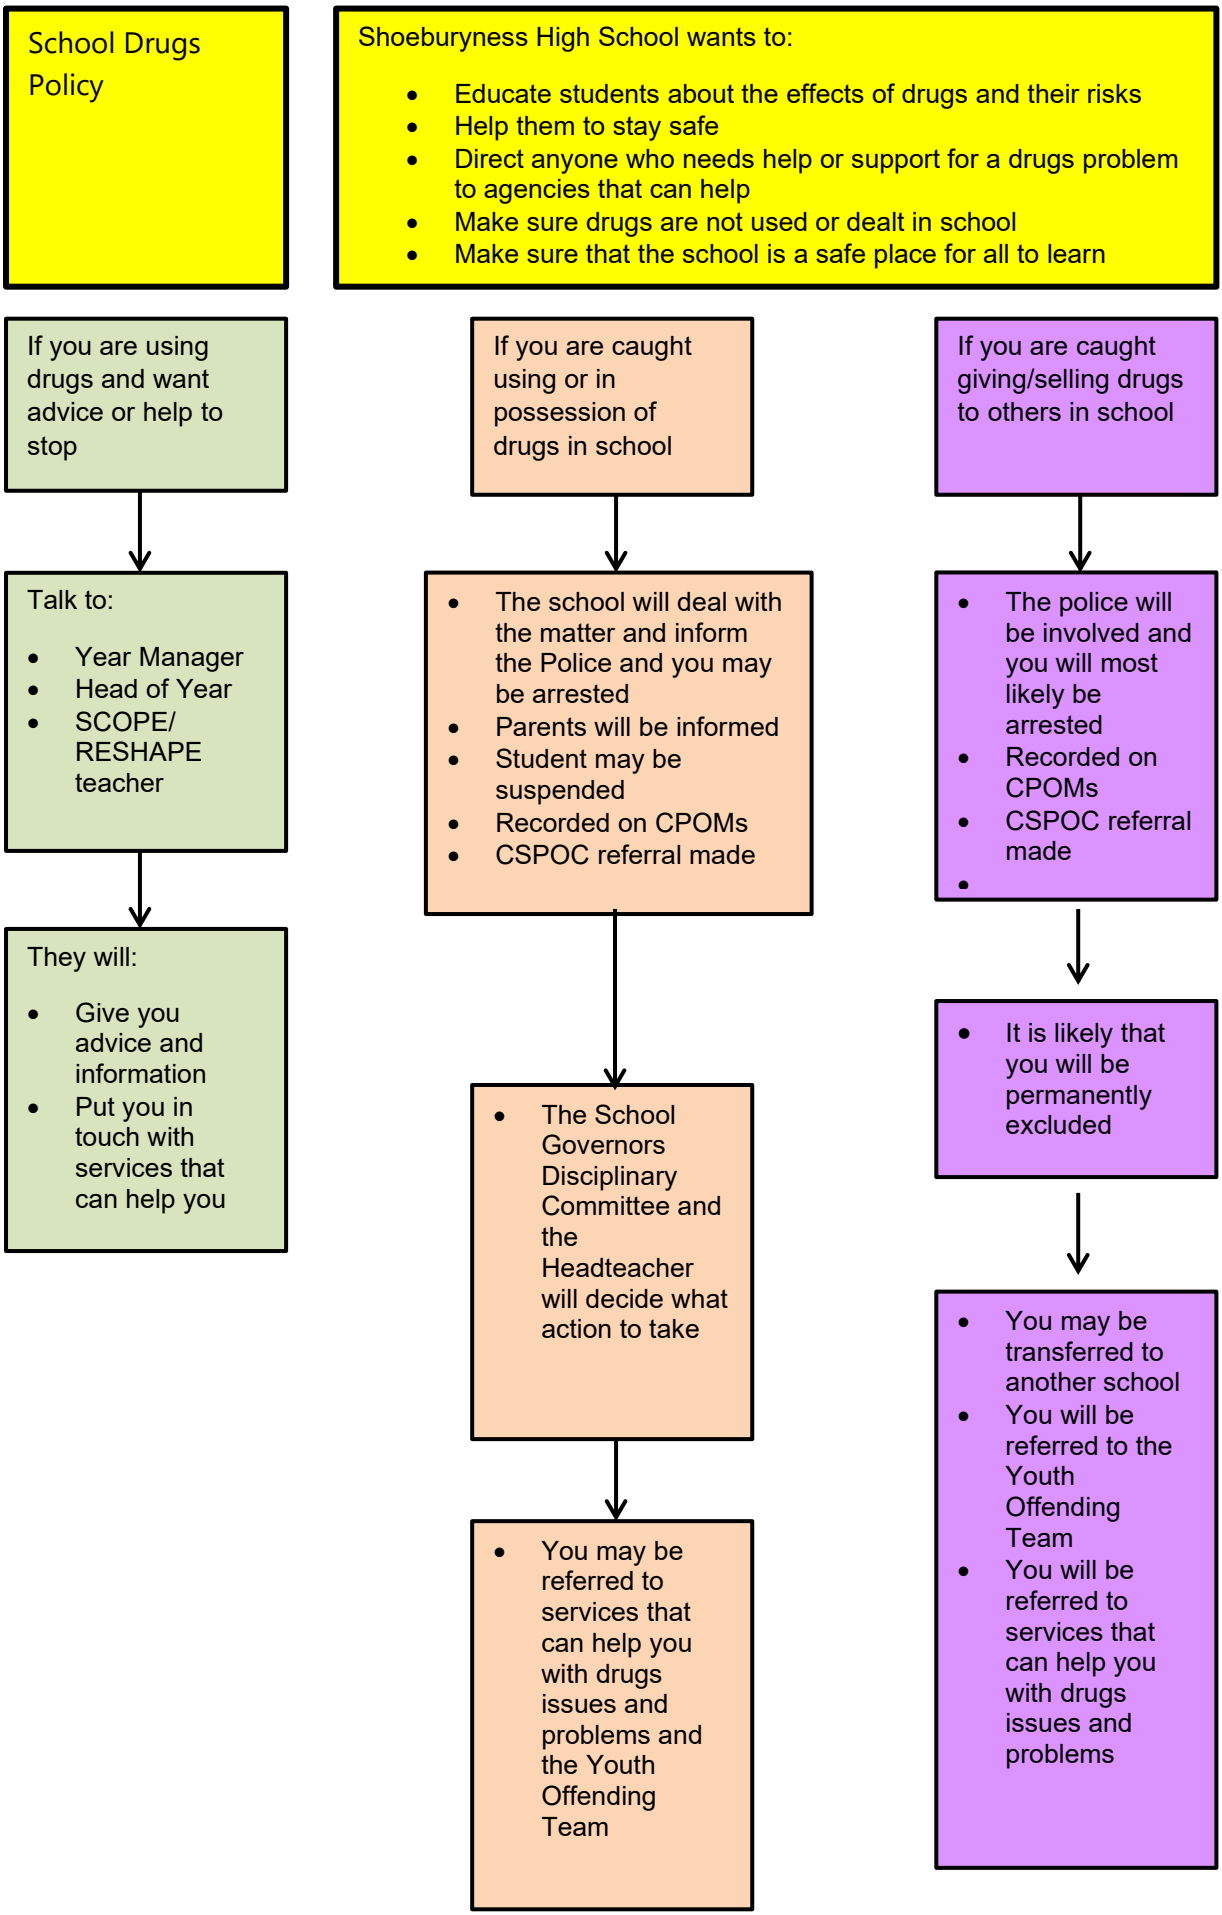 School Drugs
Policy
Shoeburyness High School wants to:
• Educate students about the effects of drugs and their risks
• Help them to stay safe
• Direct anyone who needs help or support for a drugs problem
to agencies that can help
• Make sure drugs are not used or dealt in school
• Make sure that the school is a safe place for all to learn
If you are using
drugs and want
advice or help to
stop
Talk to:
• Year Manager
• Head of Year
• SCOPE/
RESHAPE
teacher
They will:
• Give you
advice and
information
• Put you in
touch with
services that
can help you
If you are caught
using or in
possession of
drugs in school
• The school will deal with
the matter and inform
the Police and you may
be arrested
• Parents will be informed
• Student may be
suspended
• Recorded on CPOMs
• CSPOC referral made
• The School
Governors
Disciplinary
Committee and
the
Headteacher
will decide what
action to take
• You may be
referred to
services that
can help you
with drugs
issues and
problems and
the Youth
Offending
Team
If you are caught
giving/selling drugs
to others in school
• The police will
be involved and
you will most
likely be
arrested
• Recorded on
CPOMs
• CSPOC referral
made
•
• It is likely that
you will be
permanently
excluded
• You may be
transferred to
another school
• You will be
referred to the
Youth
Offending
Team
• You will be
referred to
services that
can help you
with drugs
issues and
problems